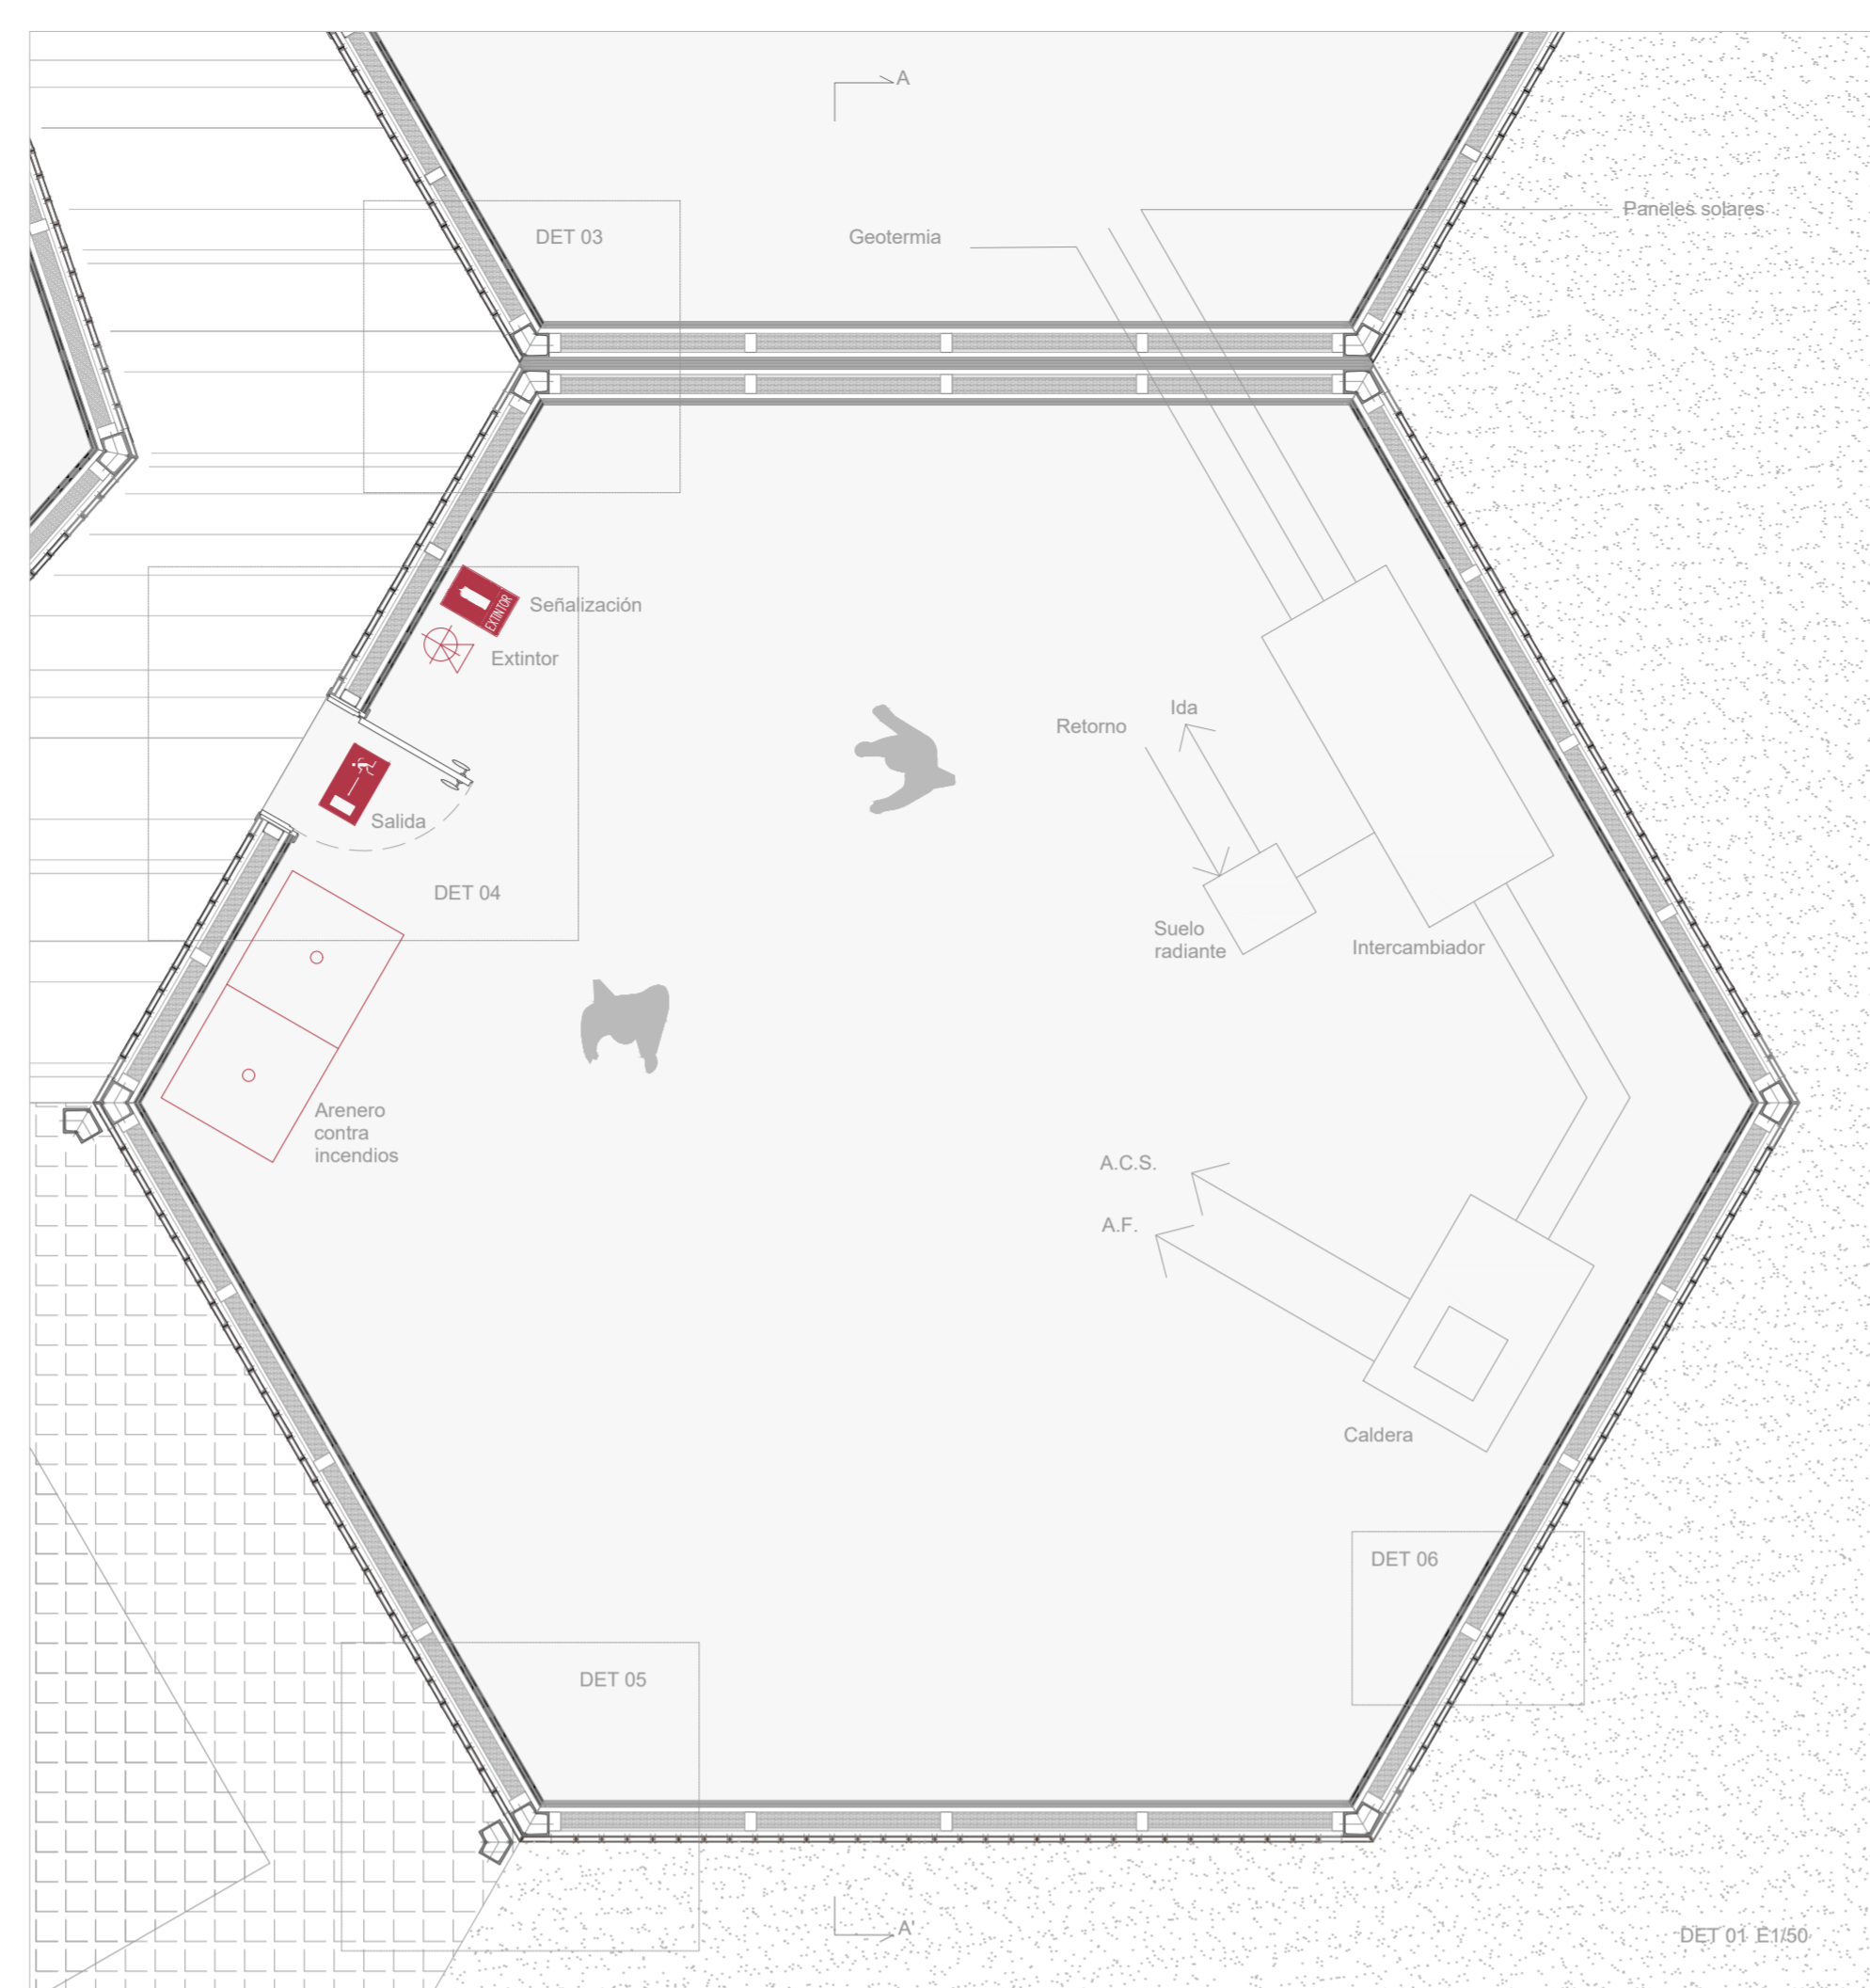 A
Paneles solares
DET 03
Geotermia
EXTINTOR
Señalización
Extintor
Ida
Retorno
Salida
DET 04
Suelo
radiante
Intercambiador
Arenero
contra
incendios
A.C.S.
A.F.
Caldera
DET 06
DET 05
A'
DET 01 E1/50